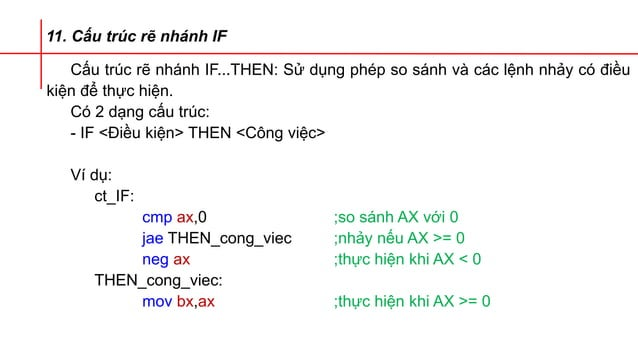 11. Cấu trúc rẽ nhánh IF
Cấu trúc rẽ nhánh IF...THEN: Sử dụng phép so sánh và các lệnh nhảy có điều
kiện để thực hiện.
Có 2 dạng cấu trúc:
- IF <Điều kiện> THEN <Công việc>
Ví dụ:
ct_IF:
cmp ax,0 ;so sánh AX với 0
jae THEN_cong_viec ;nhảy nếu AX >= 0
neg ax ;thực hiện khi AX < 0
THEN_cong_viec:
mov bx,ax ;thực hiện khi AX >= 0